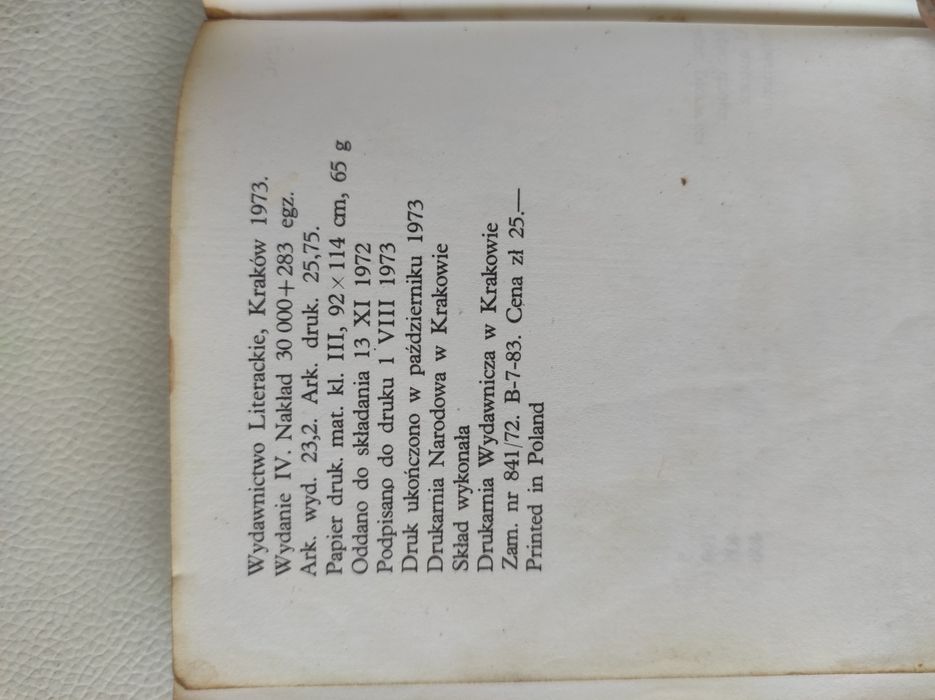 Wydawnictwo Literackie, Kraków 1973.
Wydanie IV. Nakład 30 000+283 egz.
Ark. wyd. 23,2. Ark. druk. 25,75.
Papier druk. mat. kl. III, 92×114 cm, 65 g
Oddano do składania 13 XI 1972
Podpisano do druku 1 VIII 1973
Druk ukończono w październiku 1973
Drukarnia Narodowa w Krakowie
Skład wykonała
Drukarnia Wydawnicza w Krakowie
Zam. nr 841/72. B-7-83. Cena zł 25.—
Printed in Poland